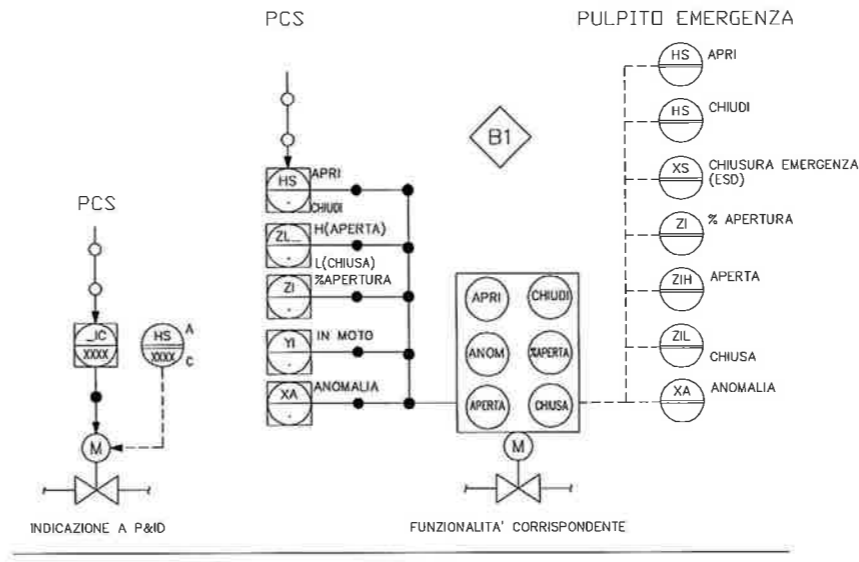 PCS
_IC
XXXX
HS
XXXX
A
C
M
INDICAZIONE A P&ID
PCS
HS
.
APRI
CHIUDI
ZL_
.
H(APERTA)
L(CHIUSA)
ZI
.
%APERTURA
YI
.
IN MOTO
XA
.
ANOMALIA
B1
APRI
CHIUDI
ANOM
%APERTA
APERTA
CHIUSA
M
FUNZIONALITA' CORRISPONDENTE
PULPITO EMERGENZA
HS
APRI
HS
CHIUDI
XS
CHIUSURA EMERGENZA
(ESD)
ZI
% APERTURA
ZIH
APERTA
ZIL
CHIUSA
XA
ANOMALIA